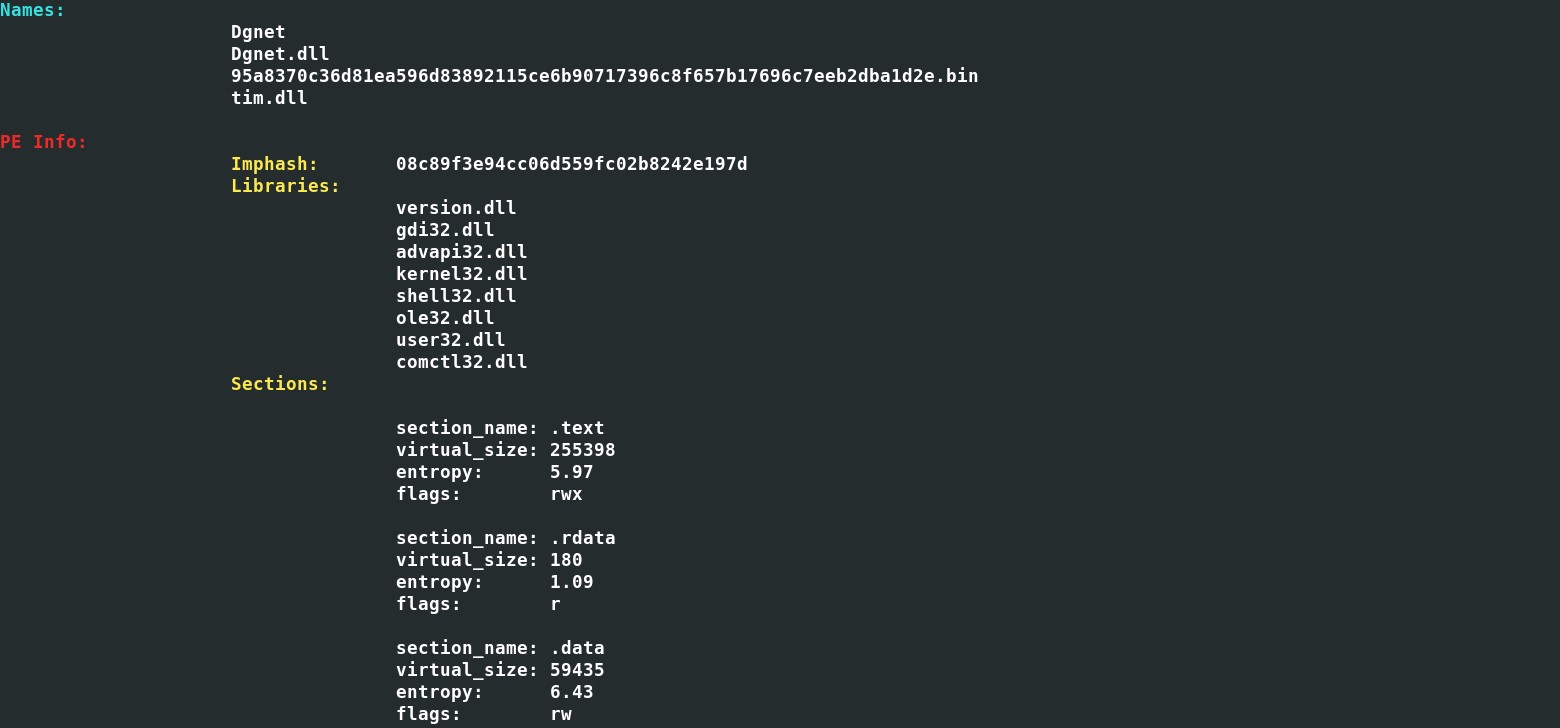 Names:
Dgnet
Dgnet.dll
95a8370c36d81ea596d83892115ce6b90717396c8f657b17696c7eeb2dba1d2e.bin
tim.dll
PE Info:
Imphash: 08c89f3e94cc06d559fc02b8242e197d
Libraries:
version.dll
gdi32.dll
advapi32.dll
kernel32.dll
shell32.dll
ole32.dll
user32.dll
comctl32.dll
Sections:
section_name: .text
virtual_size: 255398
entropy: 5.97
flags: rwx
section_name: .rdata
virtual_size: 180
entropy: 1.09
flags: r
section_name: .data
virtual_size: 59435
entropy: 6.43
flags: rw